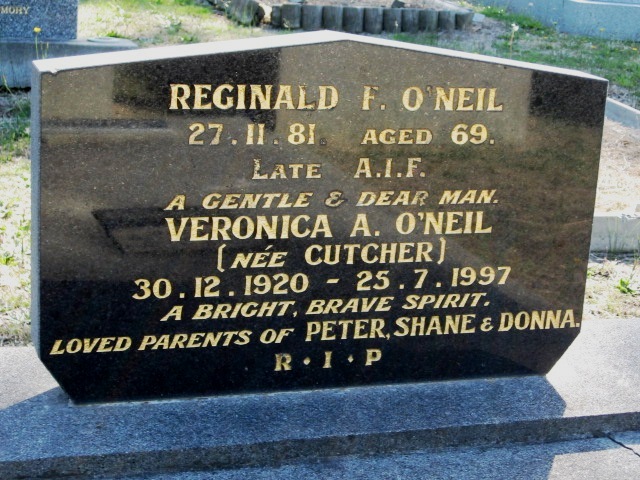 MORY
REGINALD F. O'NEIL
27.11.81. AGED 69.
LATE A.I.F.
A GENTLE & DEAR MAN.
VERONICA A. O'NEIL
(NÉE CUTCHER)
30.12.1920 - 25.7.1997
A BRIGHT, BRAVE SPIRIT.
LOVED PARENTS OF PETER, SHANE & DONNA.
R·I·P